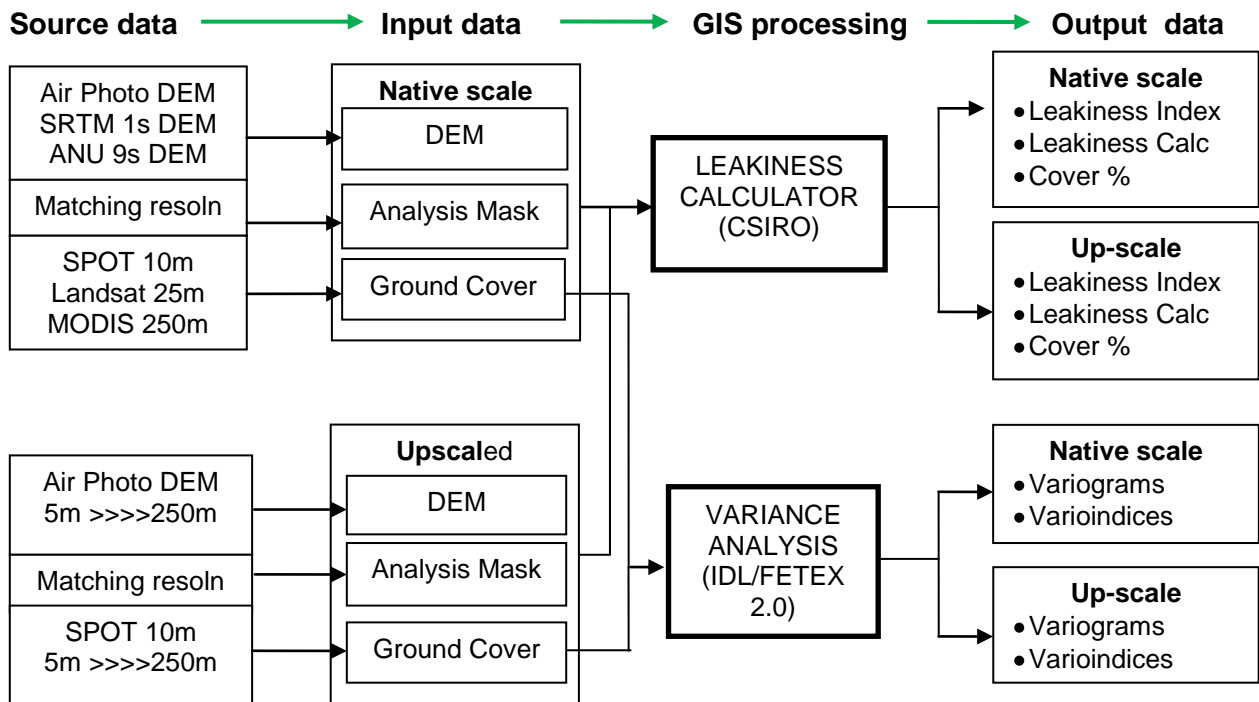 Source data
Input data
GIS processing
Output data
Air Photo DEM
SRTM 1s DEM
ANU 9s DEM
Matching resoln
SPOT 10m
Landsat 25m
MODIS 250m
Native scale
DEM
Analysis Mask
Ground Cover
LEAKINESS
CALCULATOR
(CSIRO)
Native scale
•Leakiness Index
•Leakiness Calc
•Cover %
Up-scale
•Leakiness Index
•Leakiness Calc
•Cover %
Air Photo DEM
5m >>>>250m
Matching resoln
SPOT 10m
5m >>>>250m
Upscaled
DEM
Analysis Mask
Ground Cover
VARIANCE
ANALYSIS
(IDL/FETEX
2.0)
Native scale
•Variograms
•Varioindices
Up-scale
•Variograms
•Varioindices